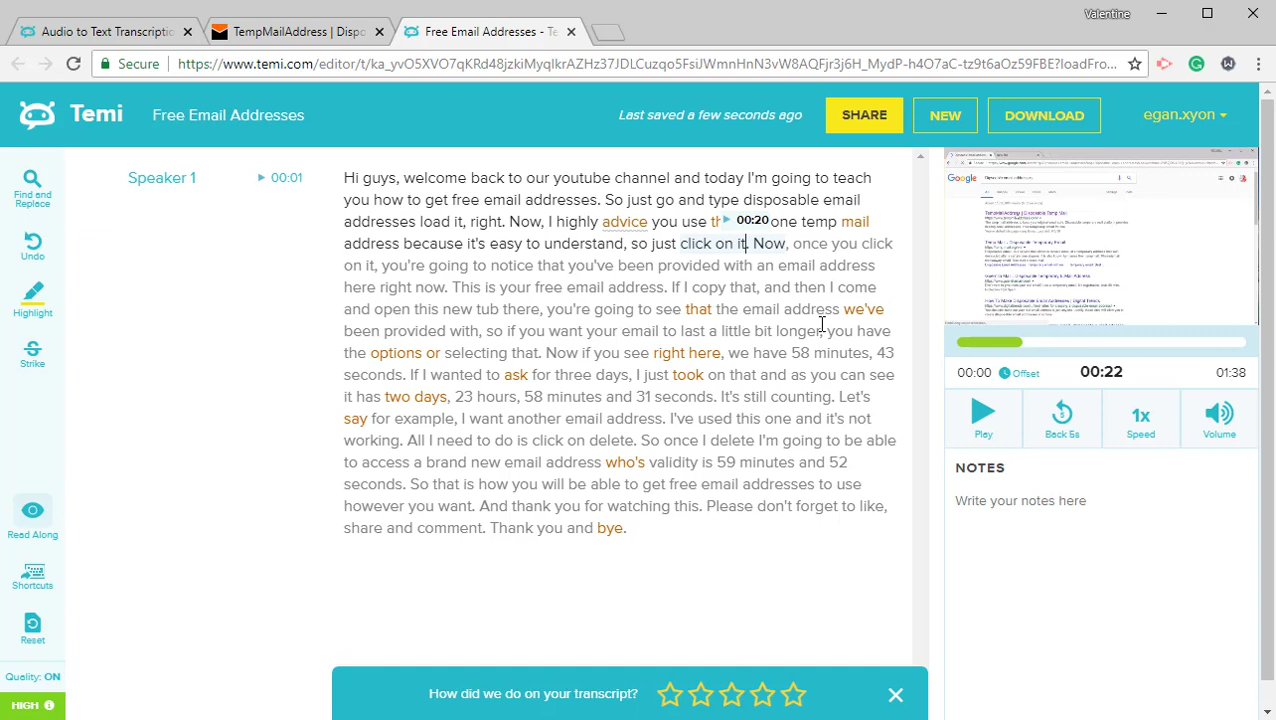 Valentine
Audio to Text Transcriptio
TempMailAddress | Dispo
Free Email Addresses - Te
Secure
https://www.temi.com/editor/t/ka_yvO5XVO7qKRd48jzkiMyqIkrAZHz37JDLCuzqo5FsiJWmnHnN3vW8AQFjr3j6H_MydP-h4O7aC-tz9t6aOz59FBE?loadFro...
Temi
Free Email Addresses
Last saved a few seconds ago
SHARE
NEW
DOWNLOAD
egan.xyon
Find and Replace
Undo
Highlight
Strike
Read Along
Shortcuts
Reset
Quality: ON
HIGH
Speaker 1
00:01
Hi guys, welcome back to our youtube channel and today I'm going to teach
you how to get free email addresses. So just go and type disposable email
addresses load it, right. Now, I highly advice you use th 00:20 s temp mail
address because it's easy to understand, so just click on it. Now, once you click
it, you're going to notice that you've been provided with an email address
here right now. This is your free email address. If I copy that, and then I come
to open this new tub there, you're going to see that the email address we've
been provided with, so if you want your email to last a little bit longer, you have
the options or selecting that. Now if you see right here, we have 58 minutes, 43
seconds. If I wanted to ask for three days, I just took on that and as you can see
it has two days, 23 hours, 58 minutes and 31 seconds. It's still counting. Let's
say for example, I want another email address. I've used this one and it's not
working. All I need to do is click on delete. So once I delete I'm going to be able
to access a brand new email address who's validity is 59 minutes and 52
seconds. So that is how you will be able to get free email addresses to use
however you want. And thank you for watching this. Please don't forget to like,
share and comment. Thank you and bye.
How did we do on your transcript?
Google
TempMailAddress | Disposable Temp Mail
00:00
Offset
00:22
01:38
Play
5
Back 5s
1x
Speed
Volume
NOTES
Write your notes here